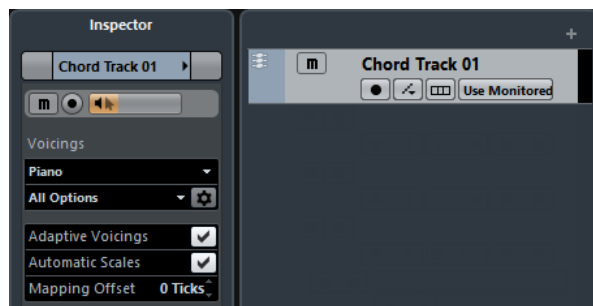 Inspector
Chord Track 01
m
Voicings
Piano
All Options
Adaptive Voicings
Automatic Scales
Mapping Offset 0 Ticks
+
m Chord Track 01
Use Monitored